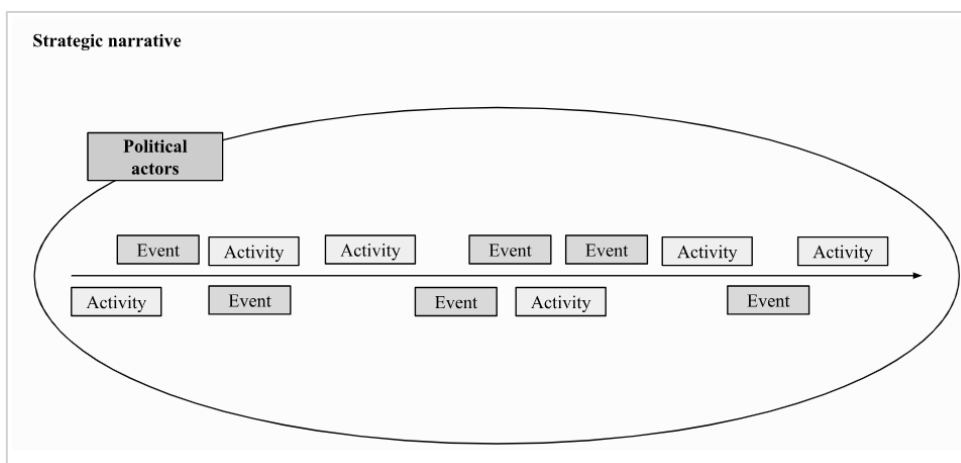 Strategic narrative
Political
actors
Event
Activity
Activity
Event
Event
Activity
Activity
Activity
Event
Event
Activity
Event